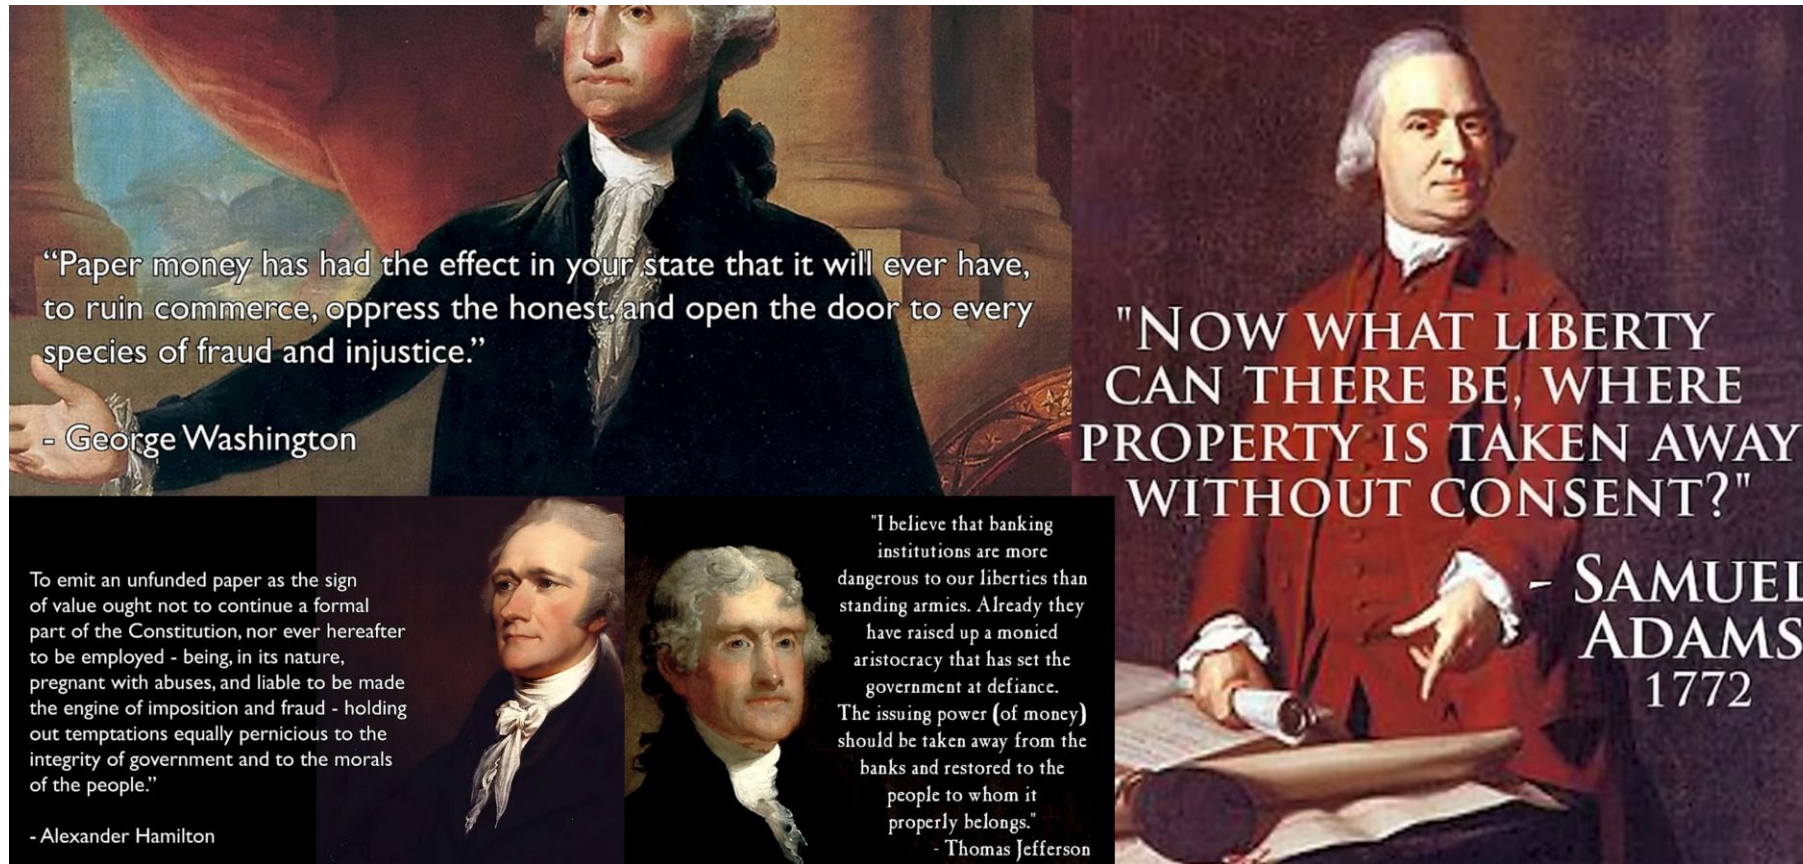 “Paper money has had the effect in your state that it will ever have,
to ruin commerce, oppress the honest, and open the door to every
species of fraud and injustice.”
- George Washington
"NOW WHAT LIBERTY
CAN THERE BE, WHERE
PROPERTY IS TAKEN AWAY
WITHOUT CONSENT?"
- SAMUEL
ADAMS
1772
To emit an unfunded paper as the sign
of value ought not to continue a formal
part of the Constitution, nor ever hereafter
to be employed - being, in its nature,
pregnant with abuses, and liable to be made
the engine of imposition and fraud - holding
out temptations equally pernicious to the
integrity of government and to the morals
of the people.”
- Alexander Hamilton
"I believe that banking
institutions are more
dangerous to our liberties than
standing armies. Already they
have raised up a monied
aristocracy that has set the
government at defiance.
The issuing power (of money)
should be taken away from the
banks and restored to the
people to whom it
properly belongs."
- Thomas Jefferson